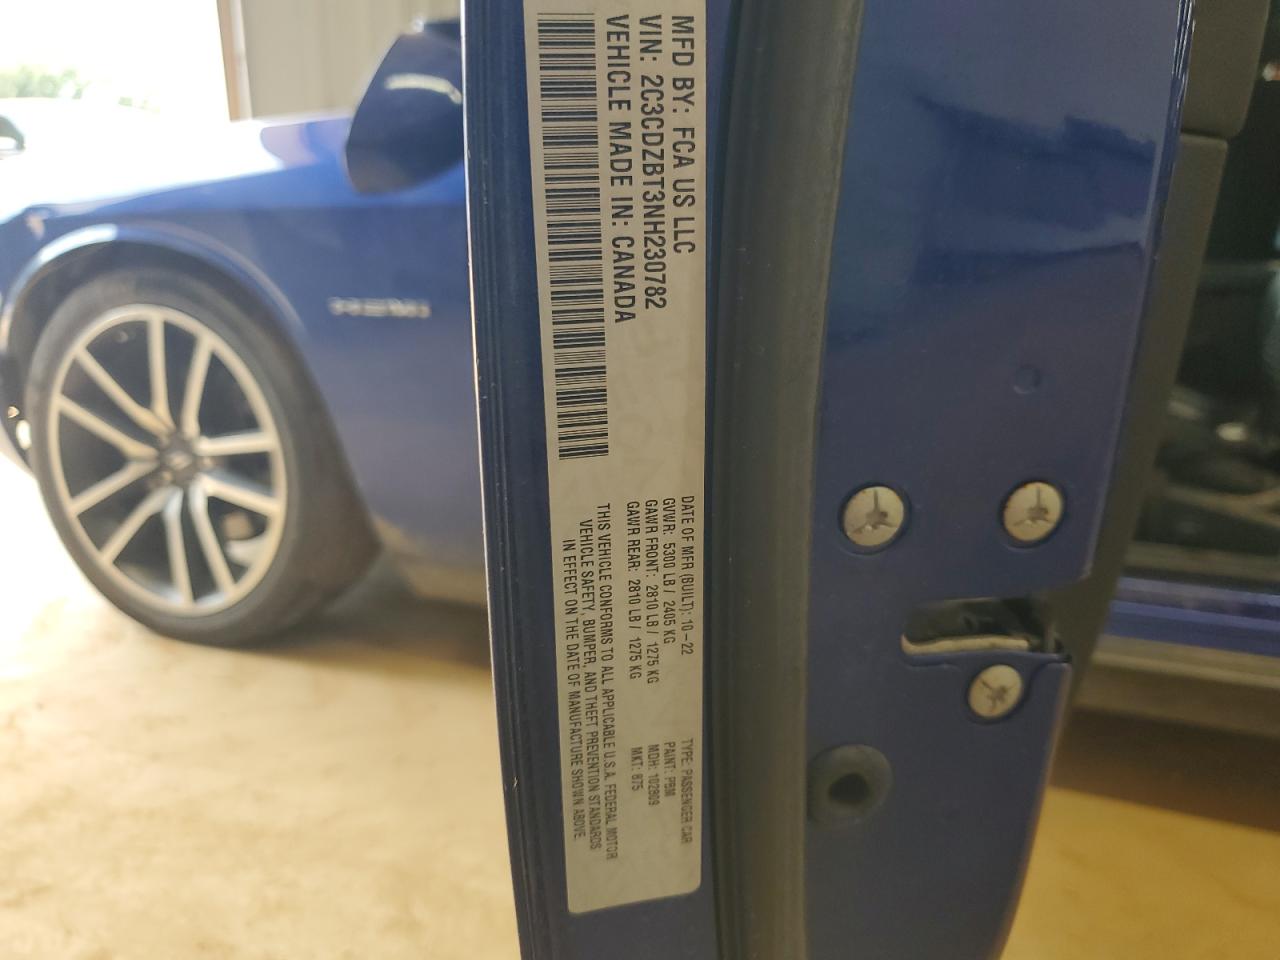 MFD BY: FCA US LLC
VIN: 2C3CDZBT3NH230782
VEHICLE MADE IN: CANADA
DATE OF MFR (BUILT): 10-22
GVWR: 5300 LB / 2405 KG
GAWR FRONT: 2810 LB / 1275 KG
GAWR REAR: 2810 LB / 1275 KG
THIS VEHICLE CONFORMS TO ALL APPLICABLE U.S.A. FEDERAL MOTOR
VEHICLE SAFETY, BUMPER, AND THEFT PREVENTION STANDARDS
IN EFFECT ON THE DATE OF MANUFACTURE SHOWN ABOVE.
TYPE: PASSENGER CAR
PAINT: PBM
MDH: 102909
MKT: 875
HEMI